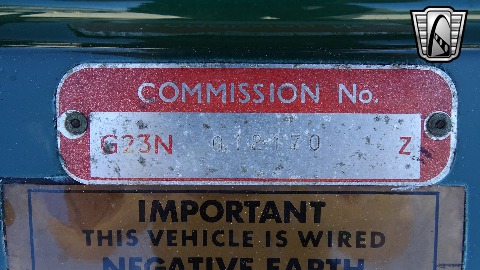 COMMISSION No.
G23N 012170 Z
IMPORTANT
THIS VEHICLE IS WIRED
NEGATIVE EARTH